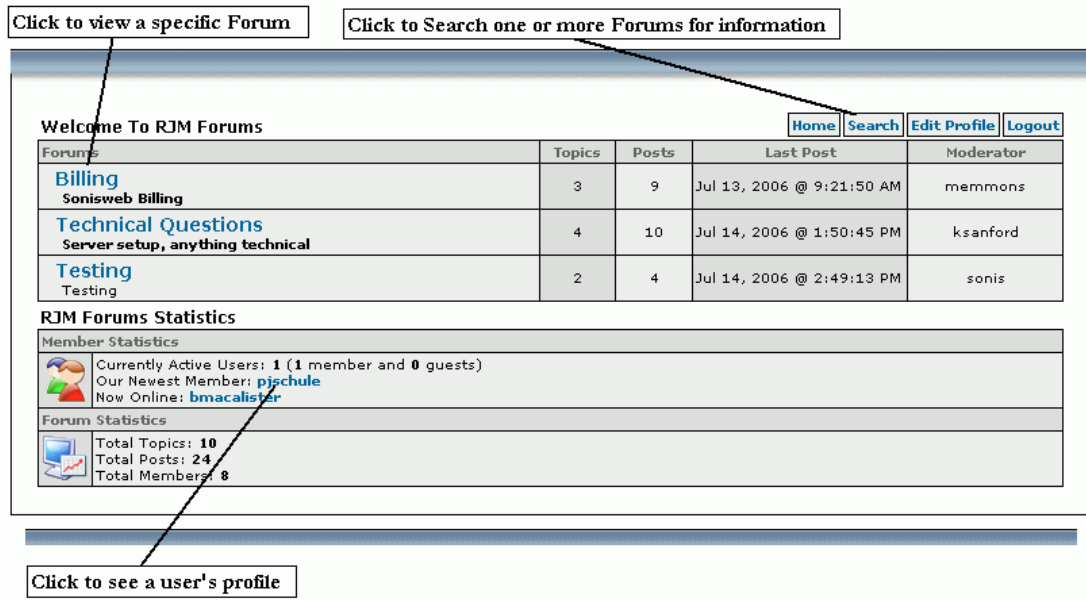 Click to view a specific Forum
Click to Search one or more Forums for information
Welcome To RJM Forums
Home Search Edit Profile Logout
Forums Topics Posts Last Post Moderator
Billing
Sonisweb Billing
3 9 Jul 13, 2006 @ 9:21:50 AM memmons
Technical Questions
Server setup, anything technical
4 10 Jul 14, 2006 @ 1:50:45 PM ksanford
Testing
Testing
2 4 Jul 14, 2006 @ 2:49:13 PM sonis
RJM Forums Statistics
Member Statistics
Currently Active Users: 1 (1 member and 0 guests)
Our Newest Member: pjschule
Now Online: bmacalister
Forum Statistics
Total Topics: 10
Total Posts: 24
Total Members: 8
Click to see a user's profile